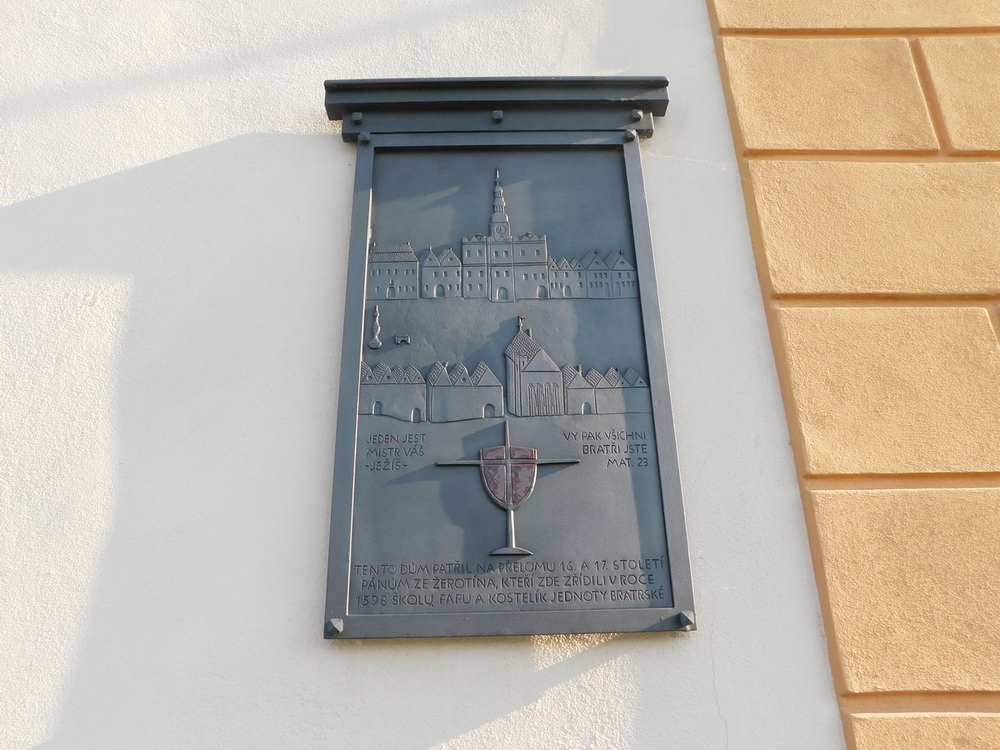 JEDEN JEST
MISTR VÁŠ
-JEŽÍŠ-
VY PAK VŠICHNI
BRATŘI JSTE
MAT. 23
TENTO DŮM PATŘIL NA PŘELOMU 16. A 17. STOLETÍ
PÁNŮM ZE ŽEROTÍNA, KTEŘÍ ZDE ZŘÍDILI V ROCE
1598 ŠKOLU, FARU A KOSTELÍK JEDNOTY BRATRSKÉ